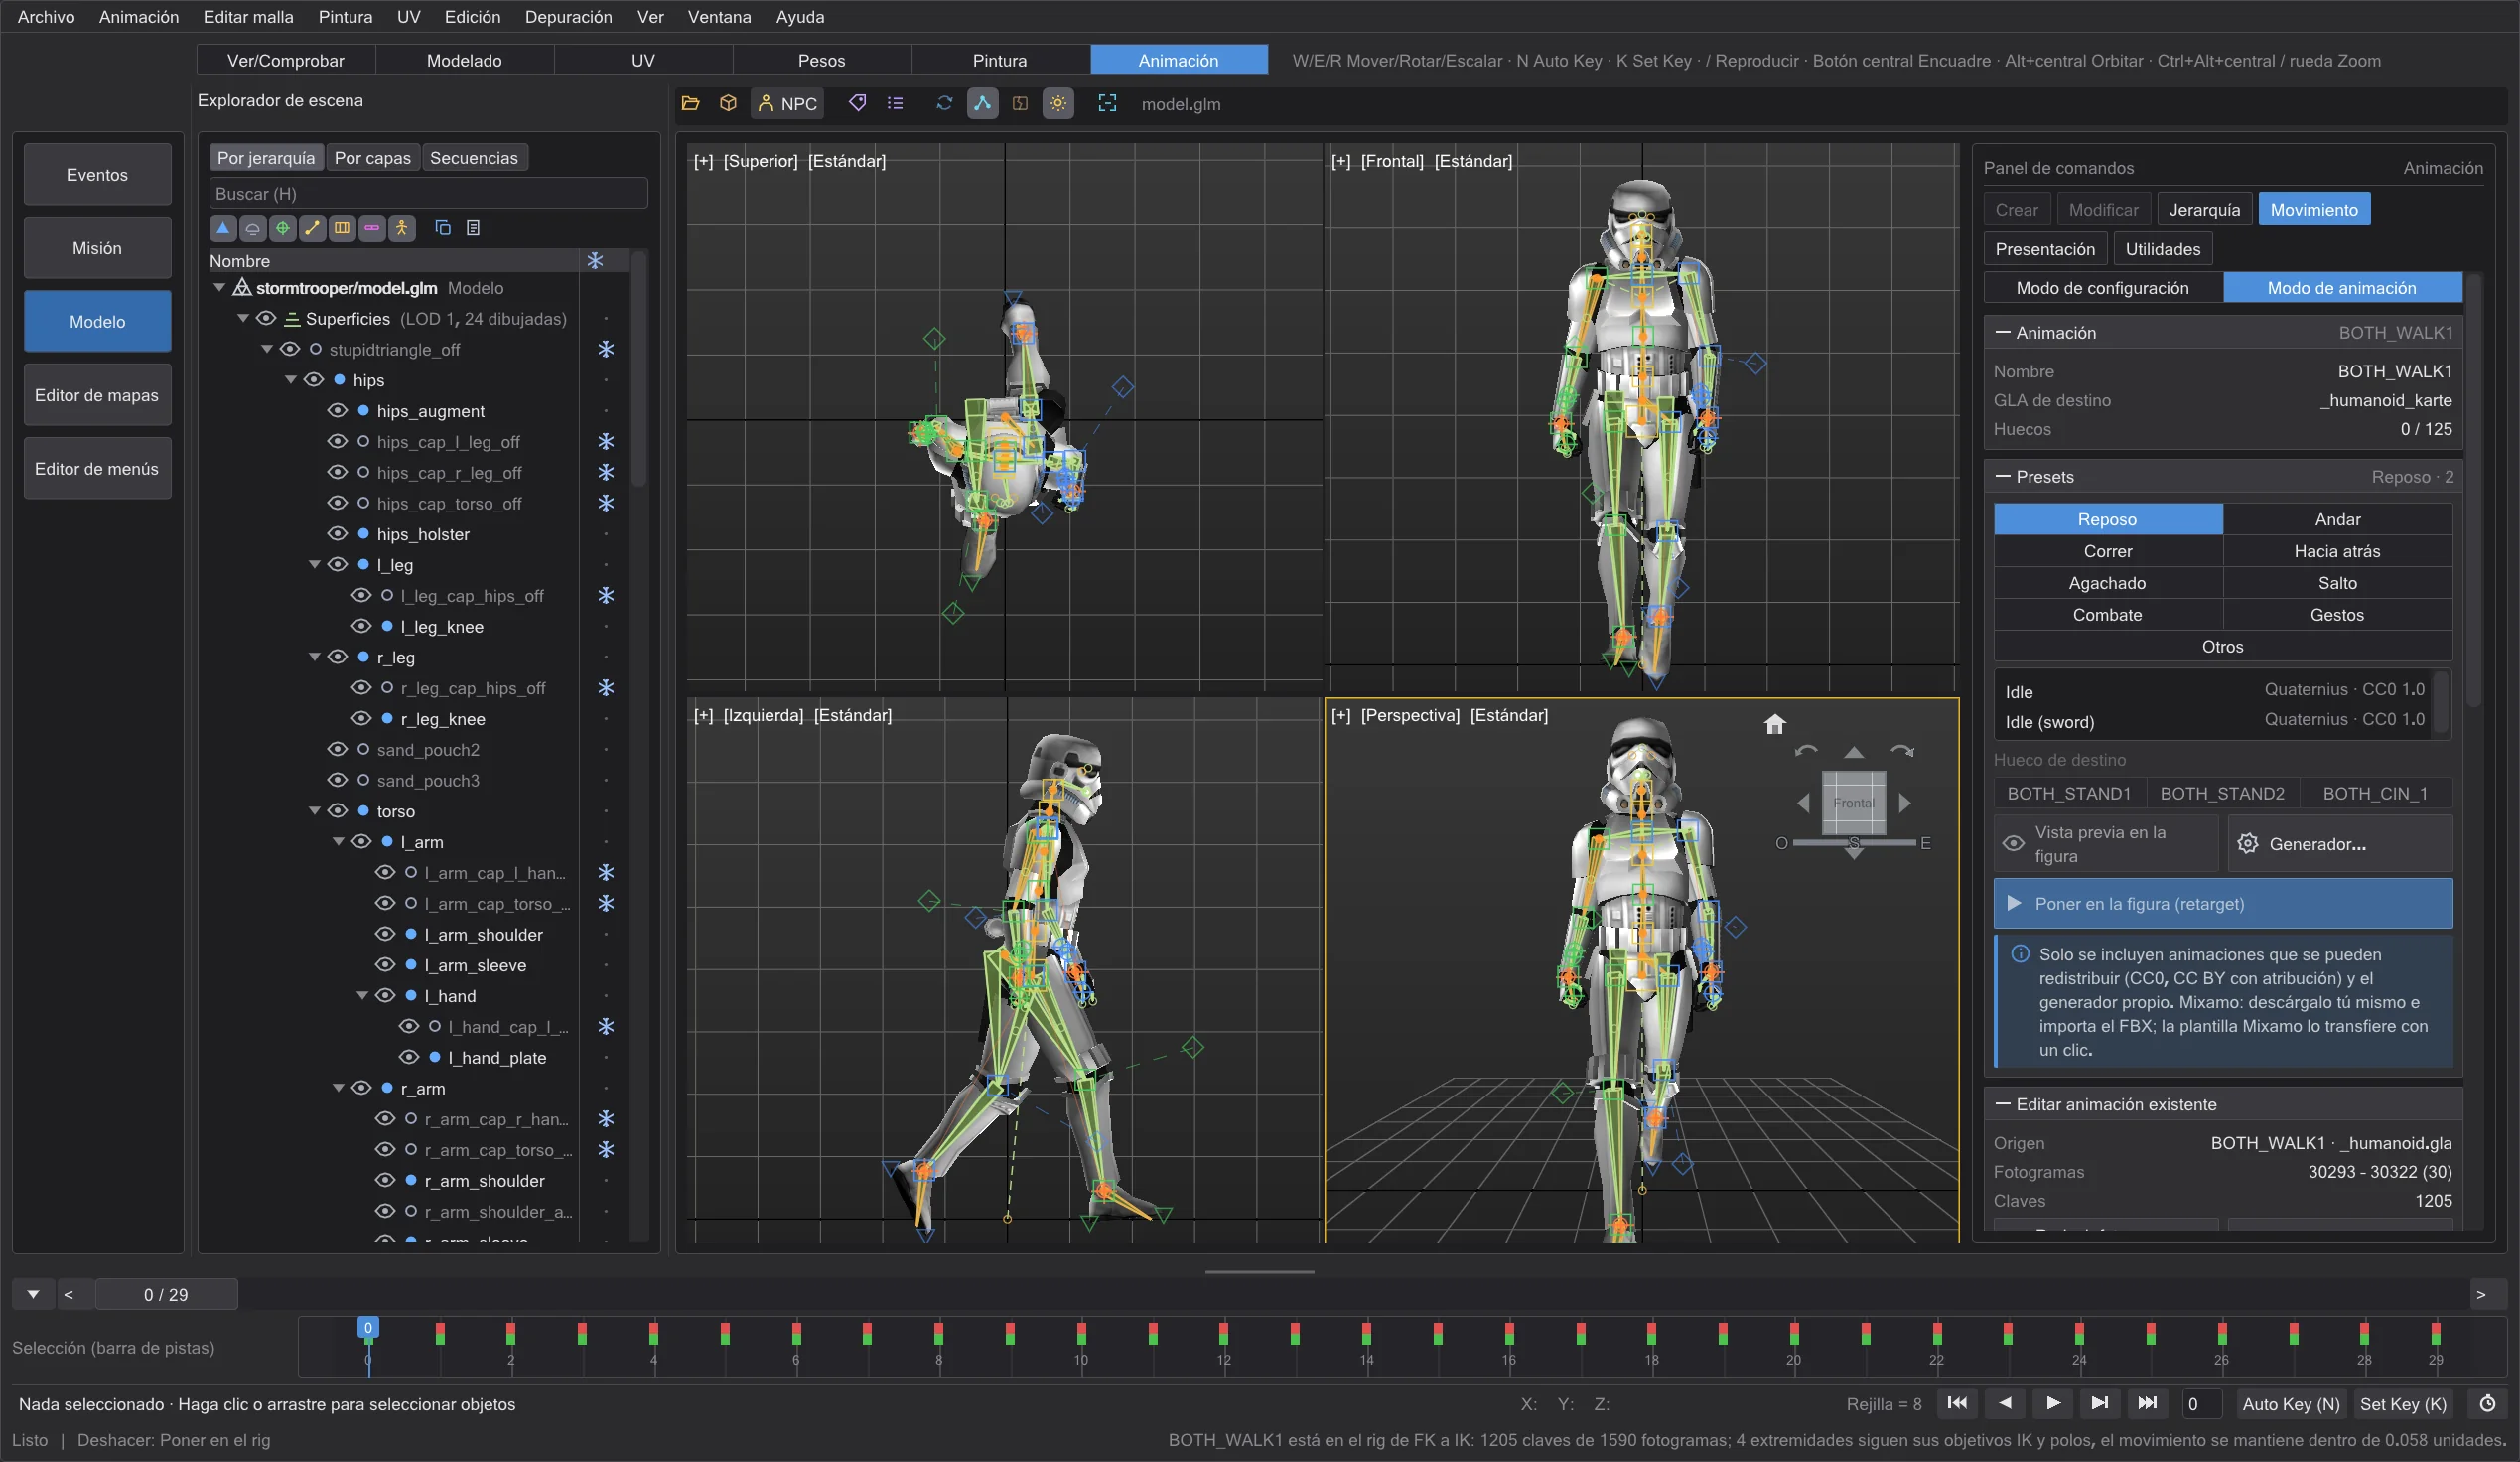 Archivo Animación Editar malla Pintura UV Edición Depuración Ver Ventana Ayuda
Ver/Comprobar Modelado UV Pesos Pintura Animación W/E/R Mover/Rotar/Escalar · N Auto Key · K Set Key · / Reproducir · Botón central Encuadre · Alt+central Orbitar · Ctrl+Alt+central / rueda Zoom
Explorador de escena
NPC model.glm
Eventos
Misión
Modelo
Editor de mapas
Editor de menús
Por jerarquía Por capas Secuencias
Buscar (H)
Nombre
stormtrooper/model.glm Modelo
Superficies (LOD 1, 24 dibujadas)
stupidtriangle_off
hips
hips_augment
hips_cap_l_leg_off
hips_cap_r_leg_off
hips_cap_torso_off
hips_holster
l_leg
l_leg_cap_hips_off
l_leg_knee
r_leg
r_leg_cap_hips_off
r_leg_knee
sand_pouch2
sand_pouch3
torso
l_arm
l_arm_cap_l_han...
l_arm_cap_torso_...
l_arm_shoulder
l_arm_sleeve
l_hand
l_hand_cap_l_...
l_hand_plate
r_arm
r_arm_cap_r_han...
r_arm_cap_torso_...
r_arm_shoulder
r_arm_shoulder_a...
[+] [Superior] [Estándar]
[+] [Frontal] [Estándar]
[+] [Izquierda] [Estándar]
[+] [Perspectiva] [Estándar]
Frontal
O S E
Panel de comandos Animación
Crear Modificar Jerarquía Movimiento
Presentación Utilidades
Modo de configuración Modo de animación
Animación BOTH_WALK1
Nombre BOTH_WALK1
GLA de destino _humanoid_karte
Huecos 0 / 125
Presets Reposo · 2
Reposo Andar
Correr Hacia atrás
Agachado Salto
Combate Gestos
Otros
Idle Quaternius · CC0 1.0
Idle (sword) Quaternius · CC0 1.0
Hueco de destino
BOTH_STAND1 BOTH_STAND2 BOTH_CIN_1
Vista previa en la
figura
Generador...
Poner en la figura (retarget)
Solo se incluyen animaciones que se pueden
redistribuir (CC0, CC BY con atribución) y el
generador propio. Mixamo: descárgalo tú mismo e
importa el FBX; la plantilla Mixamo lo transfiere con
un clic.
Editar animación existente
Origen BOTH_WALK1 · _humanoid.gla
Fotogramas 30293 - 30322 (30)
Claves 1205
< 0 / 29 >
0
Selección (barra de pistas)
0 2 4 6 8 10 12 14 16 18 20 22 24 26 28 29
Nada seleccionado · Haga clic o arrastre para seleccionar objetos X: Y: Z: Rejilla = 8 0 Auto Key (N) Set Key (K)
Listo | Deshacer: Poner en el rig BOTH_WALK1 está en el rig de FK a IK: 1205 claves de 1590 fotogramas; 4 extremidades siguen sus objetivos IK y polos, el movimiento se mantiene dentro de 0.058 unidades.